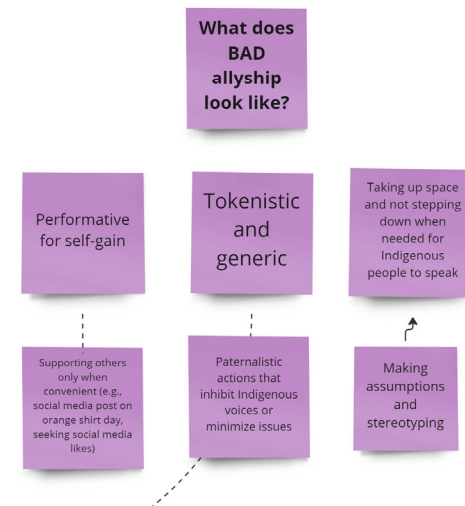 What does
BAD
allyship
look like?
Performative
for self-gain
Tokenistic
and
generic
Taking up space
and not stepping
down when
needed for
Indigenous
people to speak
Supporting others
only when
convenient (e.g.,
social media post on
orange shirt day,
seeking social media
likes)
Paternalistic
actions that
inhibit Indigenous
voices or
minimize issues
Making
assumptions
and
stereotyping